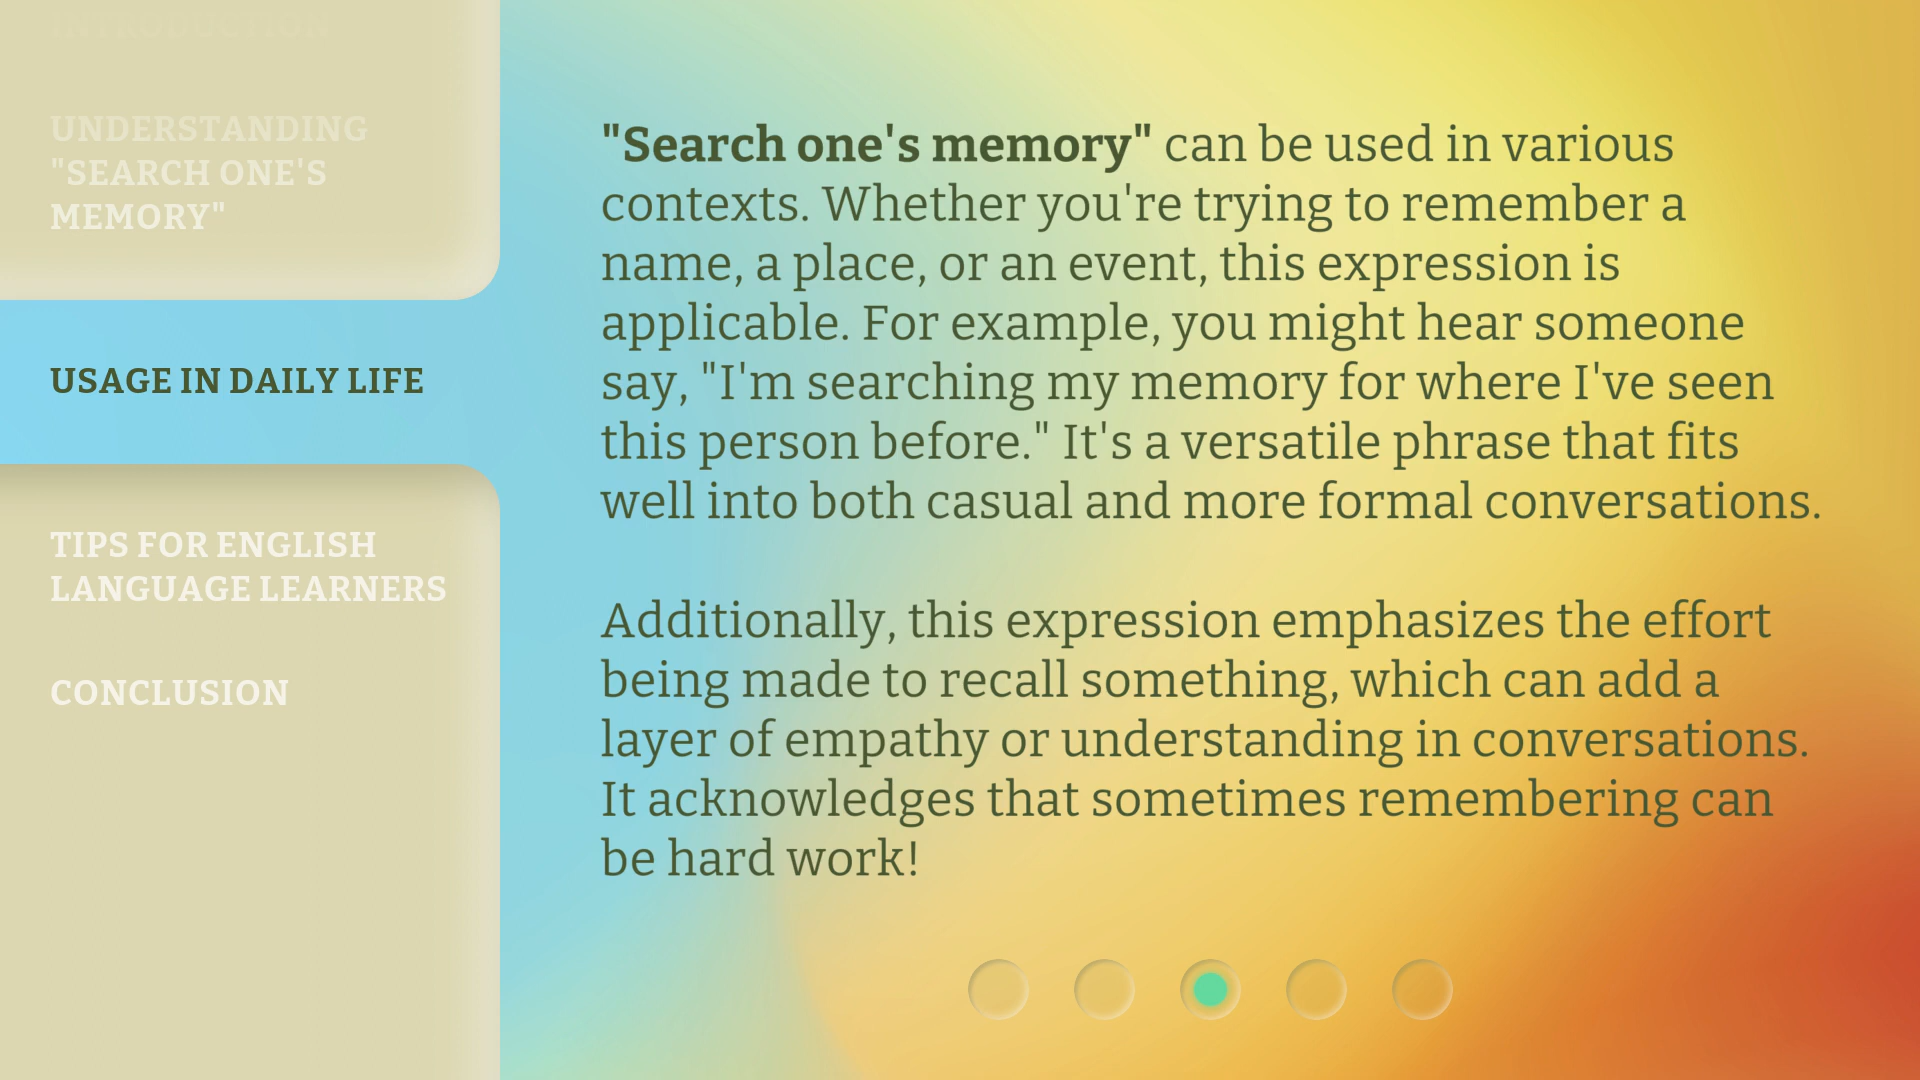 INTRODUCTION
UNDERSTANDING
"SEARCH ONE'S
MEMORY"
USAGE IN DAILY LIFE
TIPS FOR ENGLISH
LANGUAGE LEARNERS
CONCLUSION
"Search one's memory" can be used in various
contexts. Whether you're trying to remember a
name, a place, or an event, this expression is
applicable. For example, you might hear someone
say, "I'm searching my memory for where I've seen
this person before." It's a versatile phrase that fits
well into both casual and more formal conversations.
Additionally, this expression emphasizes the effort
being made to recall something, which can add a
layer of empathy or understanding in conversations.
It acknowledges that sometimes remembering can
be hard work!